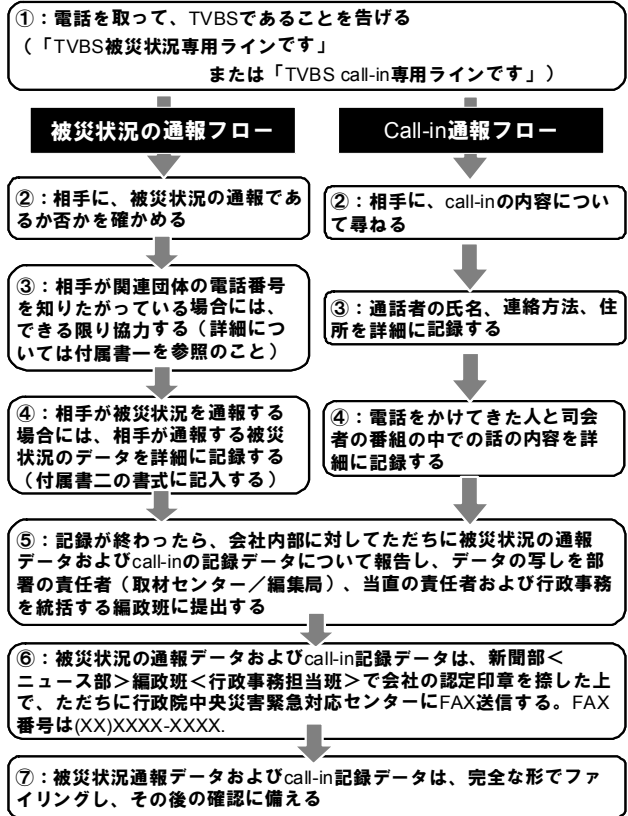 ①：電話を取って、TVBSであることを告げる
（「TVBS被災状況専用ラインです」
または「TVBS call-in専用ラインです」）
被災状況の通報フロー
②：相手に、被災状況の通報であ
るか否かを確かめる
③：相手が関連団体の電話番号
を知りたがっている場合には、
できる限り協力する（詳細につ
いては付属書一を参照のこと）
④：相手が被災状況を通報する
場合には、相手が通報する被災
状況のデータを詳細に記録する
（付属書二の書式に記入する）
Call-in通報フロー
②：相手に、call-inの内容につい
て尋ねる
③：通話者の氏名、連絡方法、住
所を詳細に記録する
④：電話をかけてきた人と司会
者の番組の中での話の内容を詳
細に記録する
⑤：記録が終わったら、会社内部に対してただちに被災状況の通報
データおよびcall-inの記録データについて報告し、データの写しを部
署の責任者（取材センター／編集局）、当直の責任者および行政事務
を統括する編政班に提出する
⑥：被災状況の通報データおよびcall-in記録データは、新聞部＜
ニュース部＞編政班＜行政事務担当班＞で会社の認定印章を捺した上
で、ただちに行政院中央災害緊急対応センターにFAX送信する。FAX
番号は(XX)XXXX-XXXX.
⑦：被災状況通報データおよびcall-in記録データは、完全な形でファ
イリングし、その後の確認に備える